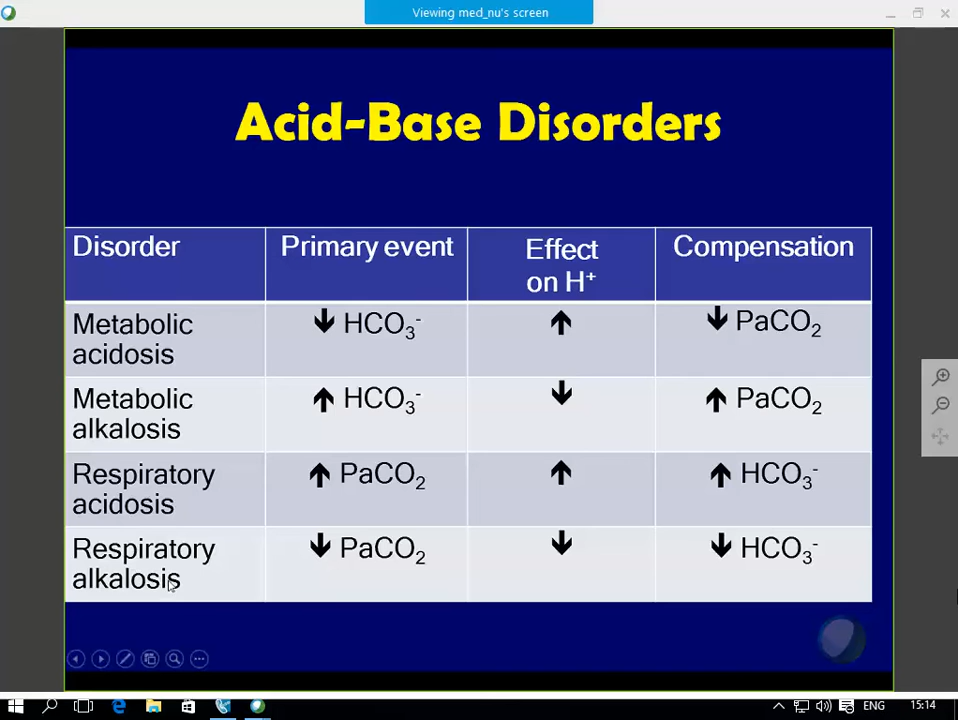 Viewing med_nu's screen
Acid-Base Disorders
Disorder Primary event Effect on H⁺ Compensation
Metabolic acidosis ↓ HCO₃⁻ ↑ ↓ PaCO₂
Metabolic alkalosis ↑ HCO₃⁻ ↓ ↑ PaCO₂
Respiratory acidosis ↑ PaCO₂ ↑ ↑ HCO₃⁻
Respiratory alkalosis ↓ PaCO₂ ↓ ↓ HCO₃⁻
ENG 15:14